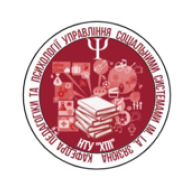 КАФЕДРА ПЕДАГОГІКИ ТА ПСИХОЛОГІЇ УПРАВЛІННЯ СОЦІАЛЬНИМИ СИСТЕМАМИ ІМ. І.А. ЗЯЗЮНА
Ψ
НТУ "ХПІ"